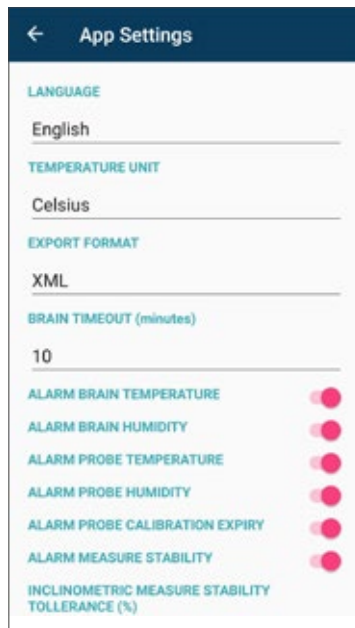 App Settings
LANGUAGE
English
TEMPERATURE UNIT
Celsius
EXPORT FORMAT
XML
BRAIN TIMEOUT (minutes)
10
ALARM BRAIN TEMPERATURE
ALARM BRAIN HUMIDITY
ALARM PROBE TEMPERATURE
ALARM PROBE HUMIDITY
ALARM PROBE CALIBRATION EXPIRY
ALARM MEASURE STABILITY
INCLINOMETRIC MEASURE STABILITY
TOLLERANCE (%)